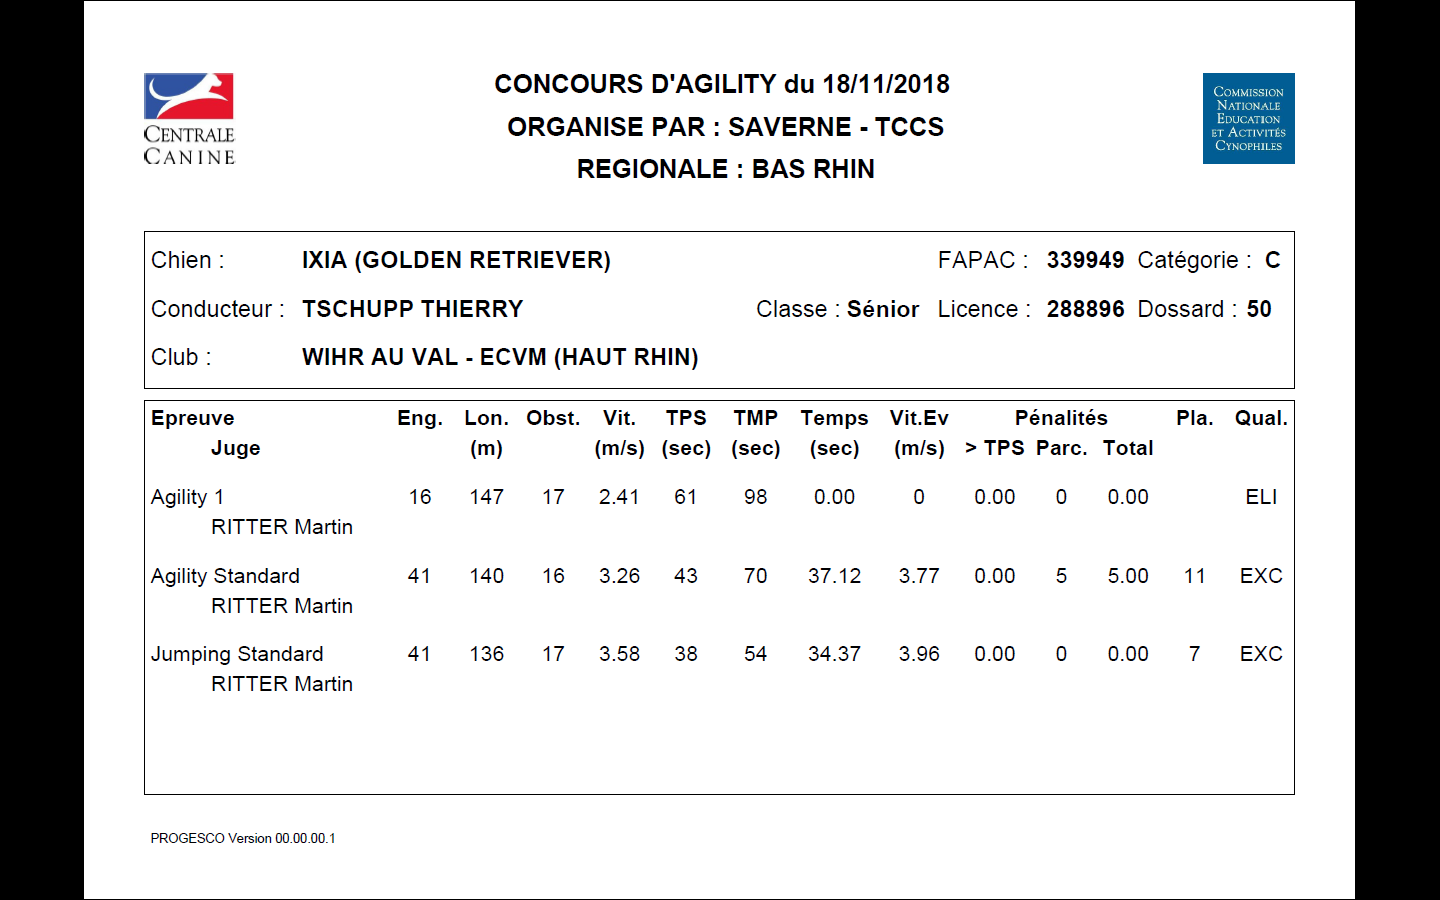 CENTRALE
CANINE
CONCOURS D'AGILITY du 18/11/2018
ORGANISE PAR : SAVERNE - TCCS
REGIONALE : BAS RHIN
COMMISSION
NATIONALE
EDUCATION
ET ACTIVITÉS
CYNOPHILES
Chien : IXIA (GOLDEN RETRIEVER) FAPAC : 339949 Catégorie : C
Conducteur : TSCHUPP THIERRY Classe : Sénior Licence : 288896 Dossard : 50
Club : WIHR AU VAL - ECVM (HAUT RHIN)
Epreuve Eng. Lon. Obst. Vit. TPS TMP Temps Vit.Ev Pénalités Pla. Qual.
Juge (m) (m/s) (sec) (sec) (sec) (m/s) > TPS Parc. Total
Agility 1 16 147 17 2.41 61 98 0.00 0 0.00 0 0.00 ELI
RITTER Martin
Agility Standard 41 140 16 3.26 43 70 37.12 3.77 0.00 5 5.00 11 EXC
RITTER Martin
Jumping Standard 41 136 17 3.58 38 54 34.37 3.96 0.00 0 0.00 7 EXC
RITTER Martin
PROGESCO Version 00.00.00.1